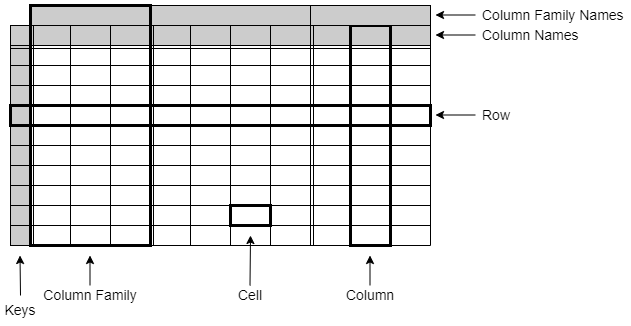 Column Family Names
Column Names
Row
Column Family
Cell
Column
Keys